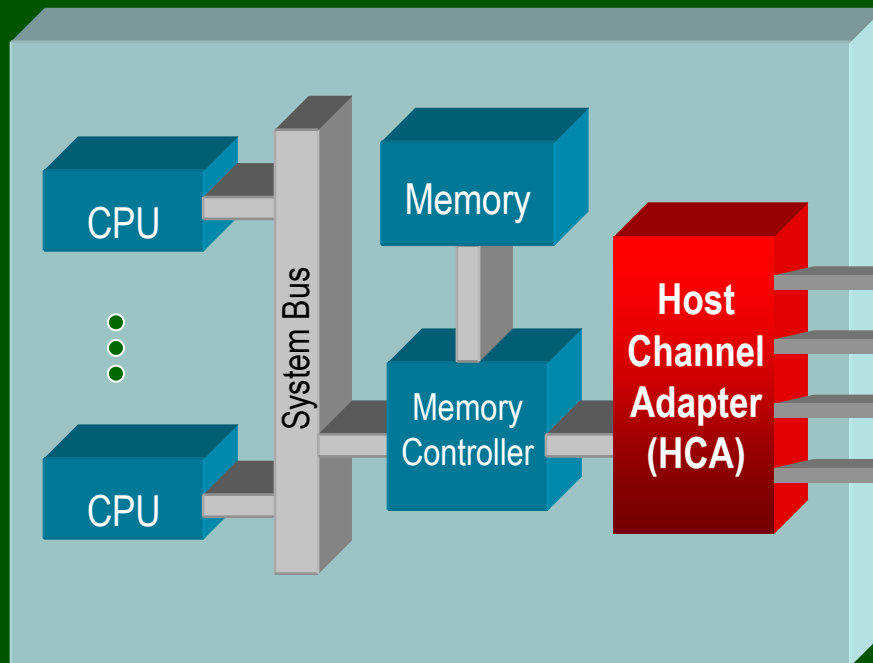 CPU
System Bus
Memory
Host
Channel
Adapter
(HCA)
Memory
Controller
CPU